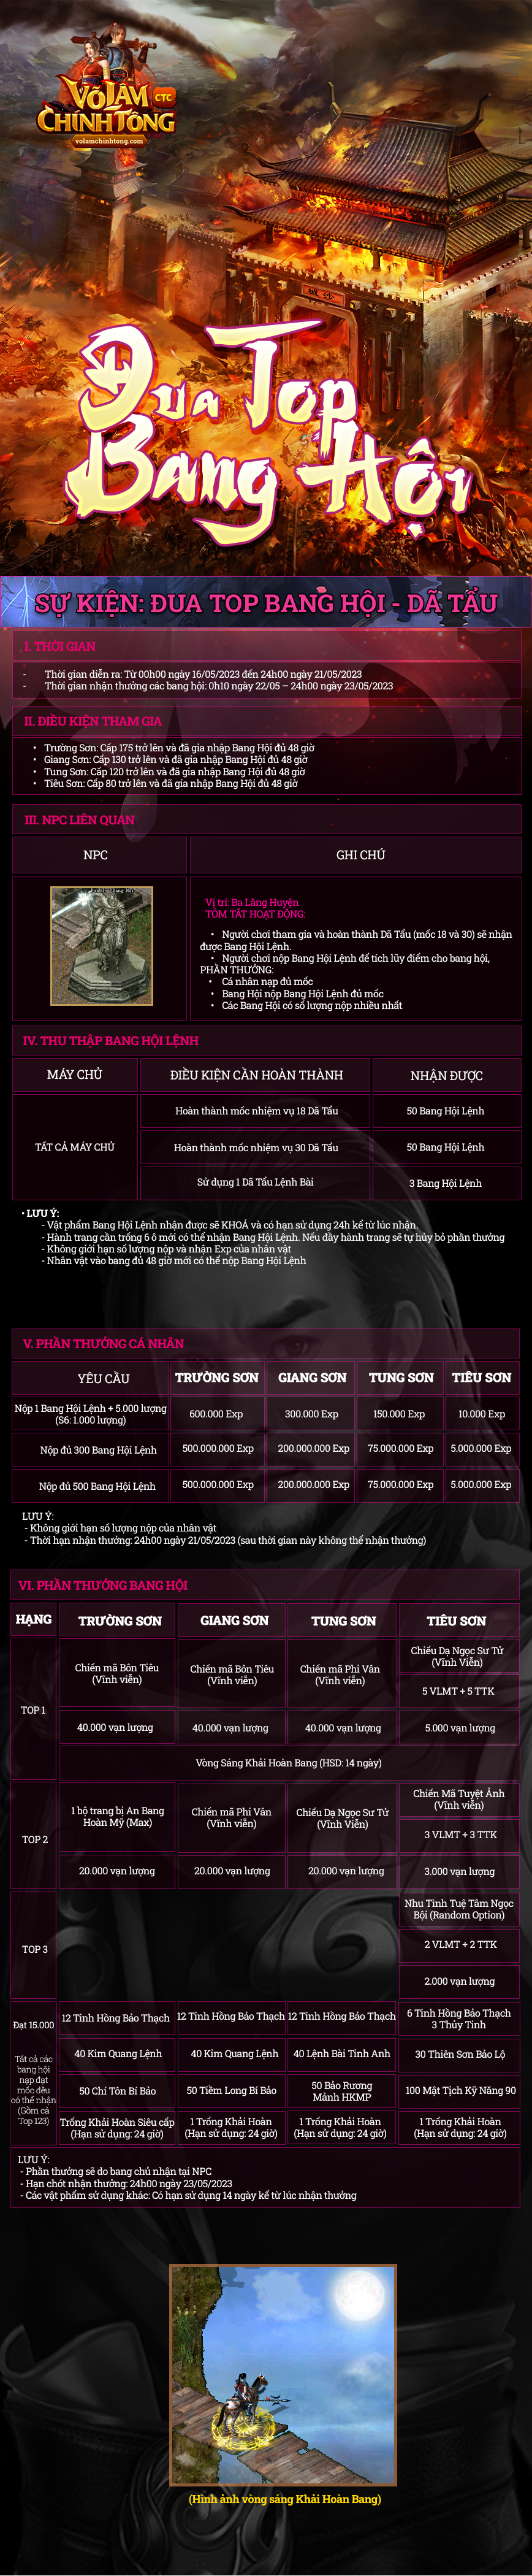 VÕ LÂM
CHÍNH TÔNG
CTC
volamchinhtong.com
Đua Top
Bang Hội
SỰ KIỆN: ĐUA TOP BANG HỘI - DÃ TẨU
I. THỜI GIAN
- Thời gian diễn ra: Từ 00h00 ngày 16/05/2023 đến 24h00 ngày 21/05/2023
- Thời gian nhận thưởng các bang hội: 0h10 ngày 22/05 – 24h00 ngày 23/05/2023
II. ĐIỀU KIỆN THAM GIA
• Trường Sơn: Cấp 175 trở lên và đã gia nhập Bang Hội đủ 48 giờ
• Giang Sơn: Cấp 130 trở lên và đã gia nhập Bang Hội đủ 48 giờ
• Tung Sơn: Cấp 120 trở lên và đã gia nhập Bang Hội đủ 48 giờ
• Tiêu Sơn: Cấp 80 trở lên và đã gia nhập Bang Hội đủ 48 giờ
III. NPC LIÊN QUAN
NPC
GHI CHÚ
Vị trí: Ba Lăng Huyện
TÓM TẮT HOẠT ĐỘNG:
• Người chơi tham gia và hoàn thành Dã Tẩu (mốc 18 và 30) sẽ nhận
được Bang Hội Lệnh.
• Người chơi nộp Bang Hội Lệnh để tích lũy điểm cho bang hội,
PHẦN THƯỞNG:
• Cá nhân nạp đủ mốc
• Bang Hội nộp Bang Hội Lệnh đủ mốc
• Các Bang Hội có số lượng nộp nhiều nhất
IV. THU THẬP BANG HỘI LỆNH
MÁY CHỦ
ĐIỀU KIỆN CẦN HOÀN THÀNH
NHẬN ĐƯỢC
TẤT CẢ MÁY CHỦ
Hoàn thành mốc nhiệm vụ 18 Dã Tẩu
50 Bang Hội Lệnh
Hoàn thành mốc nhiệm vụ 30 Dã Tẩu
50 Bang Hội Lệnh
Sử dụng 1 Dã Tẩu Lệnh Bài
3 Bang Hội Lệnh
• LƯU Ý:
- Vật phẩm Bang Hội Lệnh nhận được sẽ KHOÁ và có hạn sử dụng 24h kể từ lúc nhận.
- Hành trang cần trống 6 ô mới có thể nhận Bang Hội Lệnh. Nếu đầy hành trang sẽ tự hủy bỏ phần thưởng
- Không giới hạn số lượng nộp và nhận Exp của nhân vật
- Nhân vật vào bang đủ 48 giờ mới có thể nộp Bang Hội Lệnh
V. PHẦN THƯỞNG CÁ NHÂN
YÊU CẦU
TRƯỜNG SƠN
GIANG SƠN
TUNG SƠN
TIÊU SƠN
Nộp 1 Bang Hội Lệnh + 5.000 lượng
(S6: 1.000 lượng)
600.000 Exp
300.000 Exp
150.000 Exp
10.000 Exp
Nộp đủ 300 Bang Hội Lệnh
500.000.000 Exp
200.000.000 Exp
75.000.000 Exp
5.000.000 Exp
Nộp đủ 500 Bang Hội Lệnh
500.000.000 Exp
200.000.000 Exp
75.000.000 Exp
5.000.000 Exp
LƯU Ý:
- Không giới hạn số lượng nộp của nhân vật
- Thời hạn nhận thưởng: 24h00 ngày 21/05/2023 (sau thời gian này không thể nhận thưởng)
VI. PHẦN THƯỞNG BANG HỘI
HẠNG
TRƯỜNG SƠN
GIANG SƠN
TUNG SƠN
TIÊU SƠN
TOP 1
Chiến mã Bôn Tiêu
(Vĩnh viễn)
Chiến mã Bôn Tiêu
(Vĩnh viễn)
Chiến mã Phi Vân
(Vĩnh viễn)
Chiếu Dạ Ngọc Sư Tử
(Vĩnh Viễn)
5 VLMT + 5 TTK
40.000 vạn lượng
40.000 vạn lượng
40.000 vạn lượng
5.000 vạn lượng
Vòng Sáng Khải Hoàn Bang (HSD: 14 ngày)
TOP 2
1 bộ trang bị An Bang
Hoàn Mỹ (Max)
Chiến mã Phi Vân
(Vĩnh viễn)
Chiếu Dạ Ngọc Sư Tử
(Vĩnh Viễn)
Chiến Mã Tuyệt Ảnh
(Vĩnh viễn)
3 VLMT + 3 TTK
20.000 vạn lượng
20.000 vạn lượng
20.000 vạn lượng
3.000 vạn lượng
TOP 3
Nhu Tình Tuệ Tâm Ngọc
Bội (Random Option)
2 VLMT + 2 TTK
2.000 vạn lượng
Đạt 15.000
Tất cả các
bang hội
nạp đạt
mốc đều
có thể nhận
(Gồm cả
Top 123)
12 Tinh Hồng Bảo Thạch
12 Tinh Hồng Bảo Thạch
12 Tinh Hồng Bảo Thạch
6 Tinh Hồng Bảo Thạch
3 Thủy Tinh
40 Kim Quang Lệnh
40 Kim Quang Lệnh
40 Lệnh Bài Tinh Anh
30 Thiên Sơn Bảo Lộ
50 Chí Tôn Bí Bảo
50 Tiềm Long Bí Bảo
50 Bảo Rương
Mảnh HKMP
100 Mật Tịch Kỹ Năng 90
Trống Khải Hoàn Siêu cấp
(Hạn sử dụng: 24 giờ)
1 Trống Khải Hoàn
(Hạn sử dụng: 24 giờ)
1 Trống Khải Hoàn
(Hạn sử dụng: 24 giờ)
1 Trống Khải Hoàn
(Hạn sử dụng: 24 giờ)
LƯU Ý:
- Phần thưởng sẽ do bang chủ nhận tại NPC
- Hạn chót nhận thưởng: 24h00 ngày 23/05/2023
- Các vật phẩm sử dụng khác: Có hạn sử dụng 14 ngày kể từ lúc nhận thưởng
(Hình ảnh vòng sáng Khải Hoàn Bang)